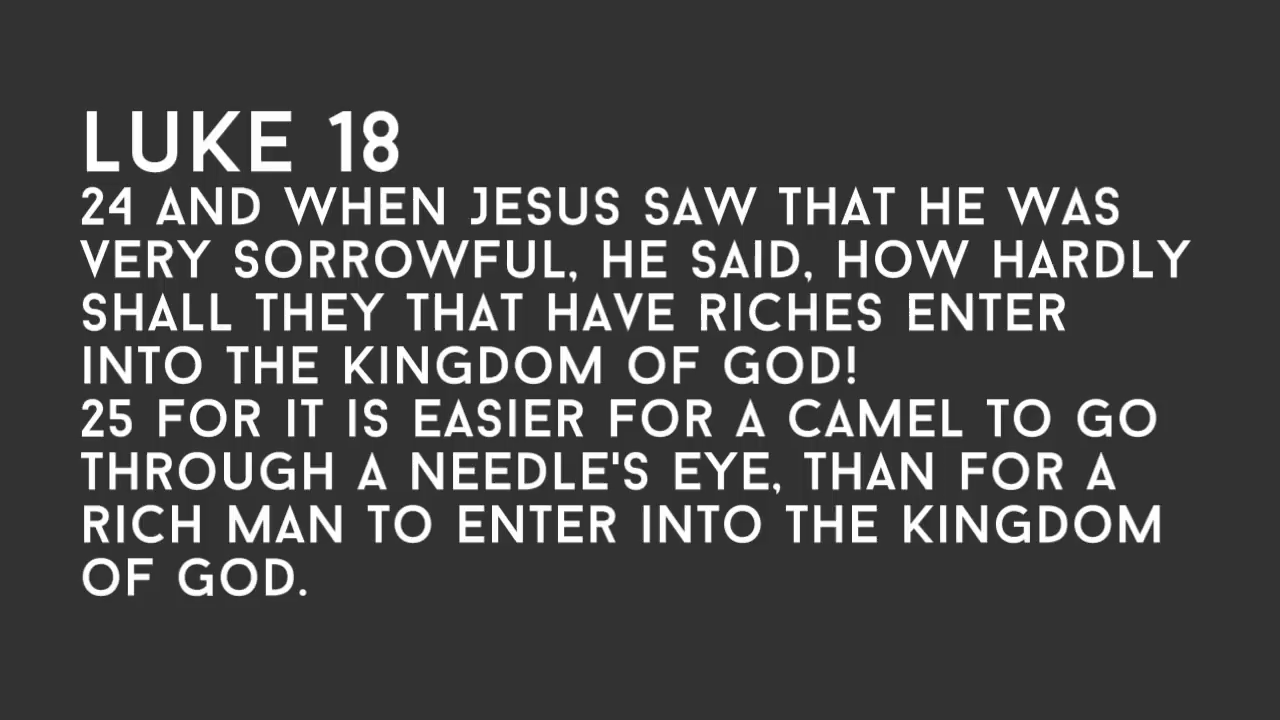 LUKE 18
24 AND WHEN JESUS SAW THAT HE WAS
VERY SORROWFUL, HE SAID, HOW HARDLY
SHALL THEY THAT HAVE RICHES ENTER
INTO THE KINGDOM OF GOD!
25 FOR IT IS EASIER FOR A CAMEL TO GO
THROUGH A NEEDLE'S EYE, THAN FOR A
RICH MAN TO ENTER INTO THE KINGDOM
OF GOD.